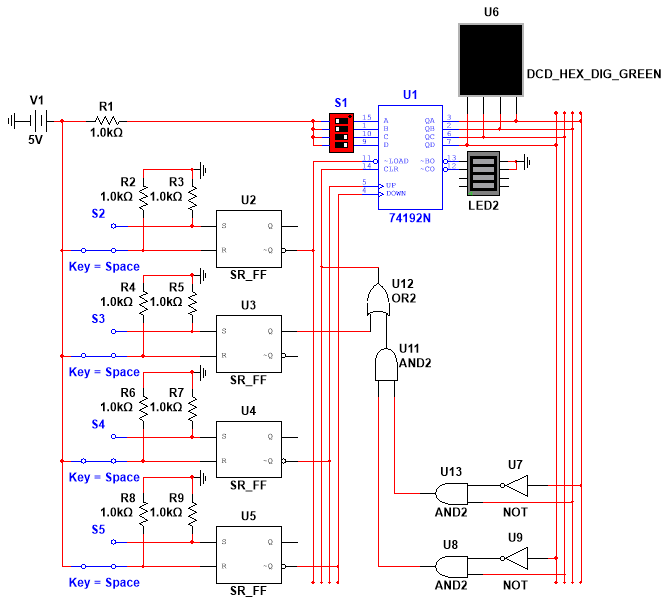 U6
DCD_HEX_DIG_GREEN
V1
5V
R1
1.0kΩ
S1
U1
15 A QA 3
1 B QB 2
10 C QC 6
9 D QD 7
11 ~LOAD ~BO 13
14 CLR ~CO 12
5 UP
4 DOWN
74192N
LED2
R2 R3
1.0kΩ 1.0kΩ
S2
U2
S Q
R ~Q
Key = Space
SR_FF
R4 R5
1.0kΩ 1.0kΩ
S3
U3
S Q
R ~Q
Key = Space
SR_FF
U12
OR2
U11
AND2
R6 R7
1.0kΩ 1.0kΩ
S4
U4
S Q
R ~Q
Key = Space
SR_FF
R8 R9
1.0kΩ 1.0kΩ
S5
U5
S Q
R ~Q
Key = Space
SR_FF
U13 U7
AND2 NOT
U8 U9
AND2 NOT